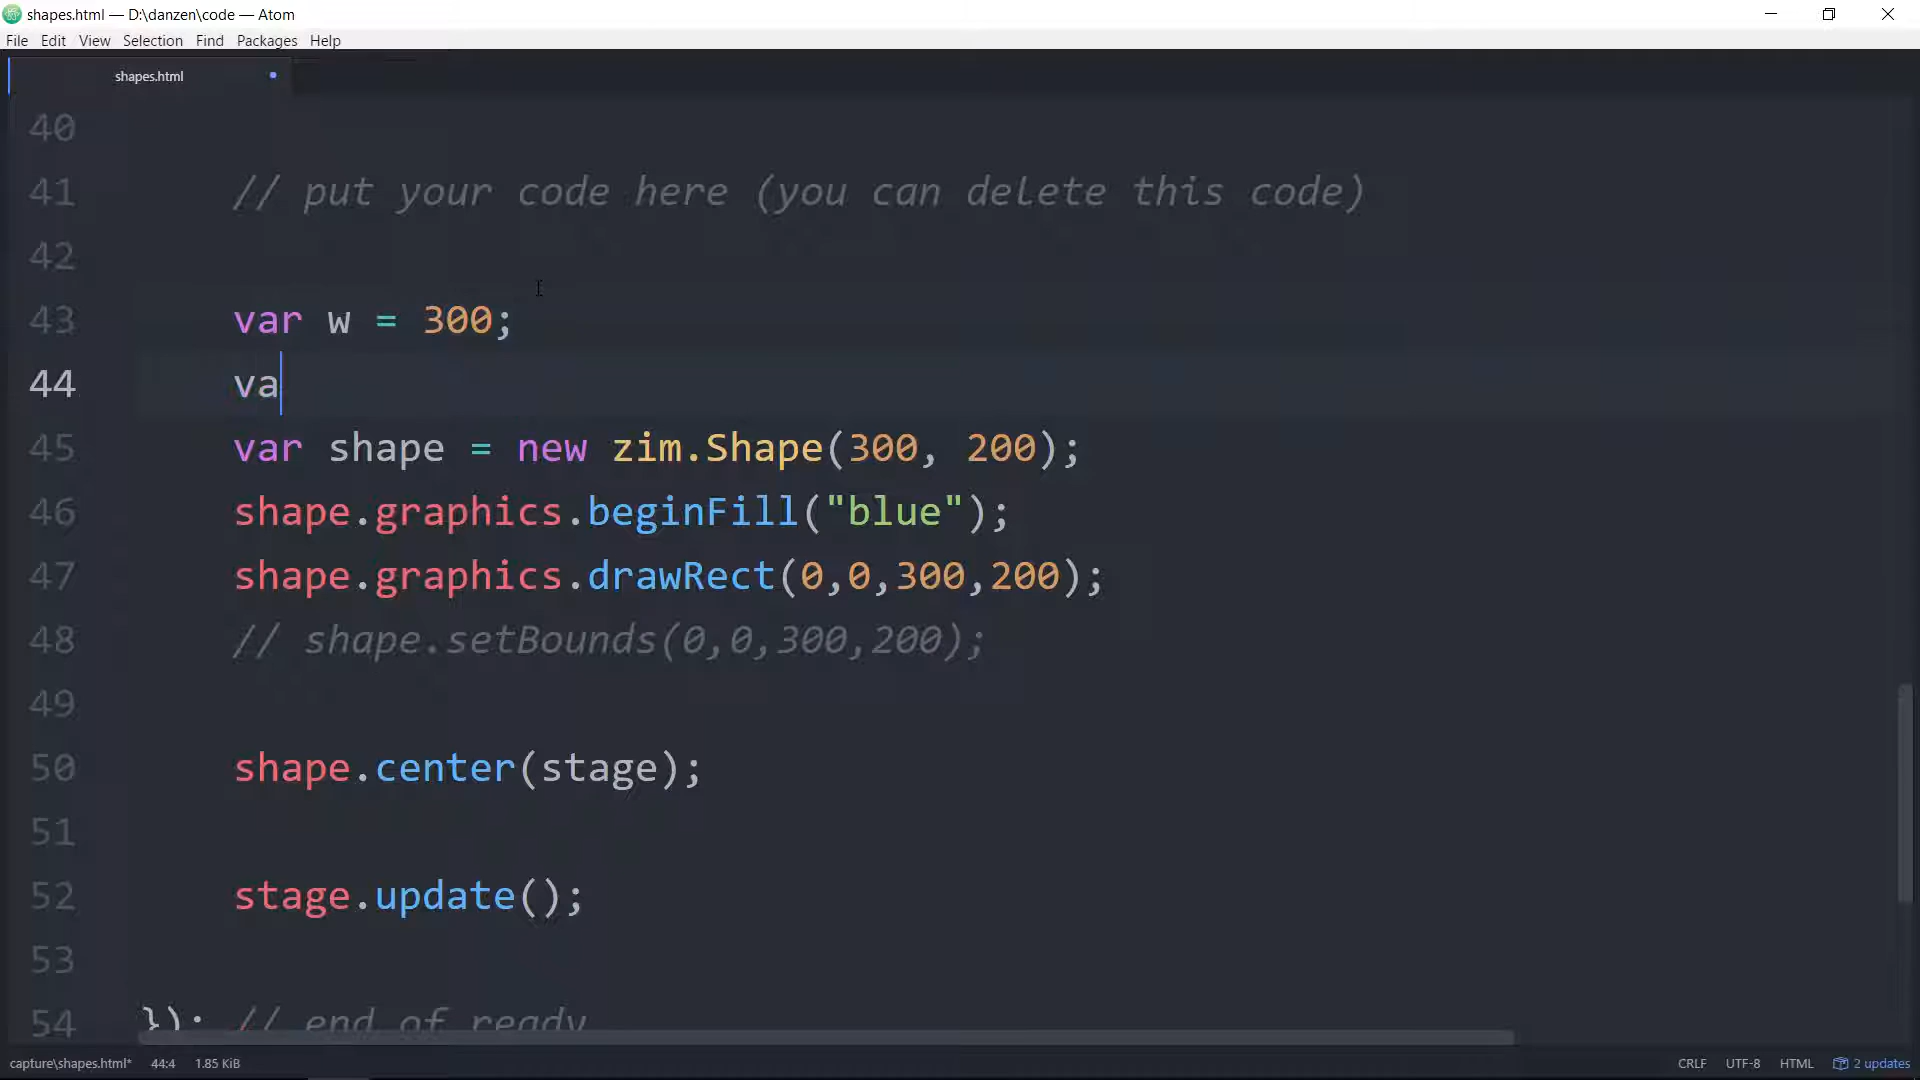 shapes.html — D:\danzen\code — Atom
File Edit View Selection Find Packages Help
shapes.html
40
41 // put your code here (you can delete this code)
42
43 var w = 300;
44 va
45 var shape = new zim.Shape(300, 200);
46 shape.graphics.beginFill("blue");
47 shape.graphics.drawRect(0,0,300,200);
48 // shape.setBounds(0,0,300,200);
49
50 shape.center(stage);
51
52 stage.update();
53
54 }); // end of ready
capture\shapes.html* 44:4 1.85 KiB CRLF UTF-8 HTML 2 updates